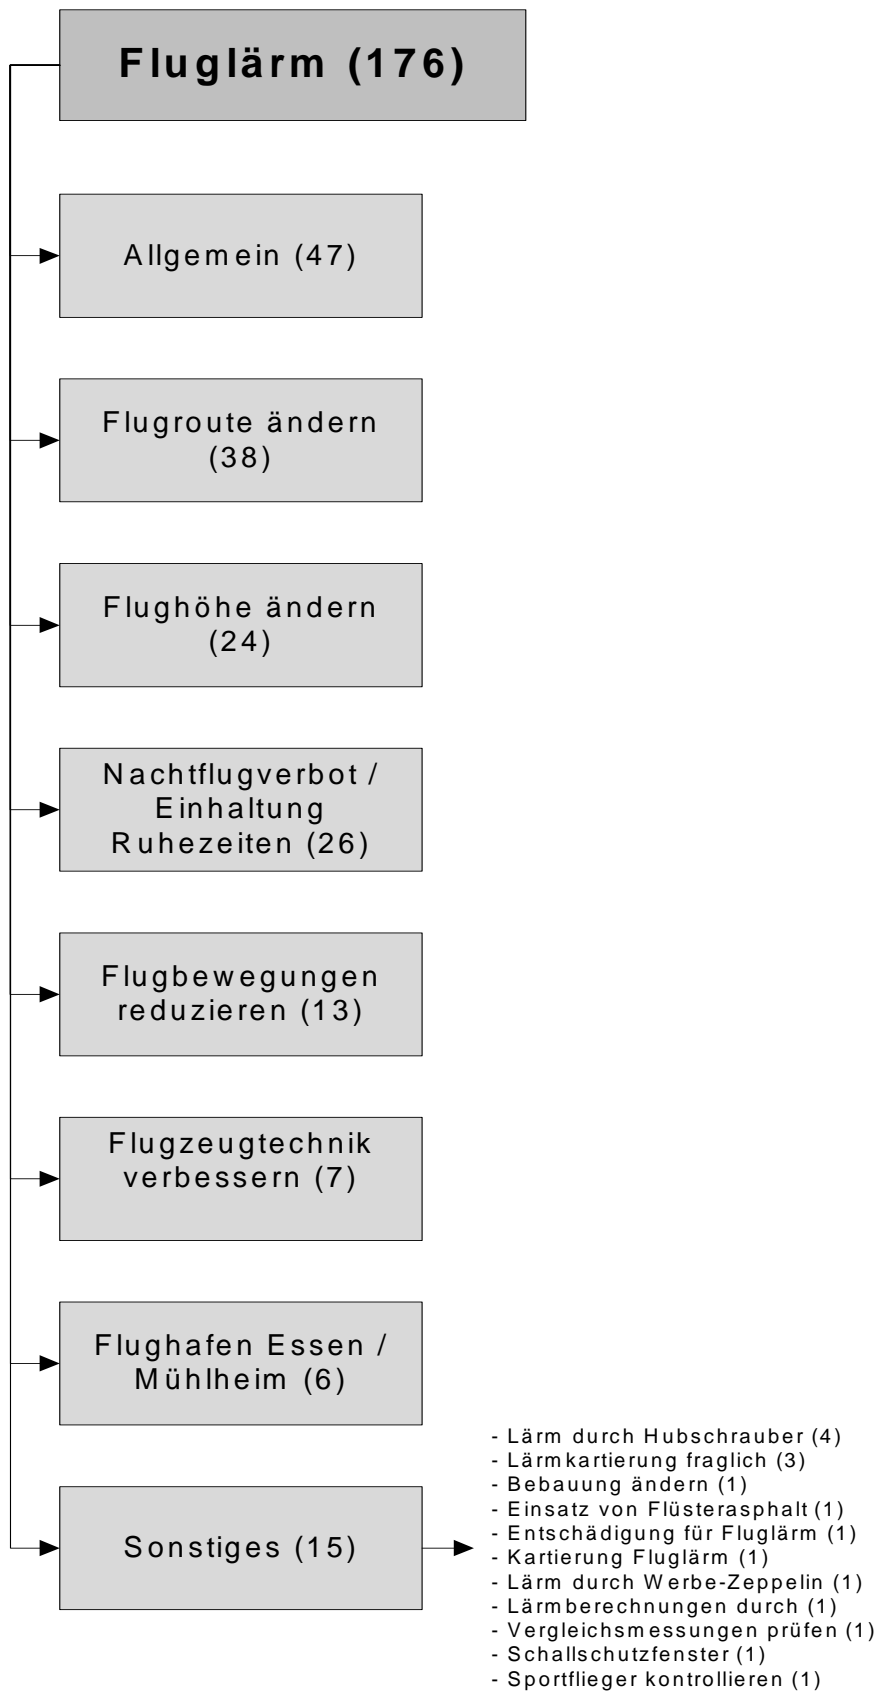 Fluglärm (176)
Allgemein (47)
Flugroute ändern
(38)
Flughöhe ändern
(24)
Nachtflugverbot /
Einhaltung
Ruhezeiten (26)
Flugbewegungen
reduzieren (13)
Flugzeugtechnik
verbessern (7)
Flughafen Essen /
Mühlheim (6)
Sonstiges (15)
- Lärm durch Hubschrauber (4)
- Lärmkartierung fraglich (3)
- Bebauung ändern (1)
- Einsatz von Flüsterasphalt (1)
- Entschädigung für Fluglärm (1)
- Kartierung Fluglärm (1)
- Lärm durch Werbe-Zeppelin (1)
- Lärmberechnungen durch (1)
- Vergleichsmessungen prüfen (1)
- Schallschutzfenster (1)
- Sportflieger kontrollieren (1)